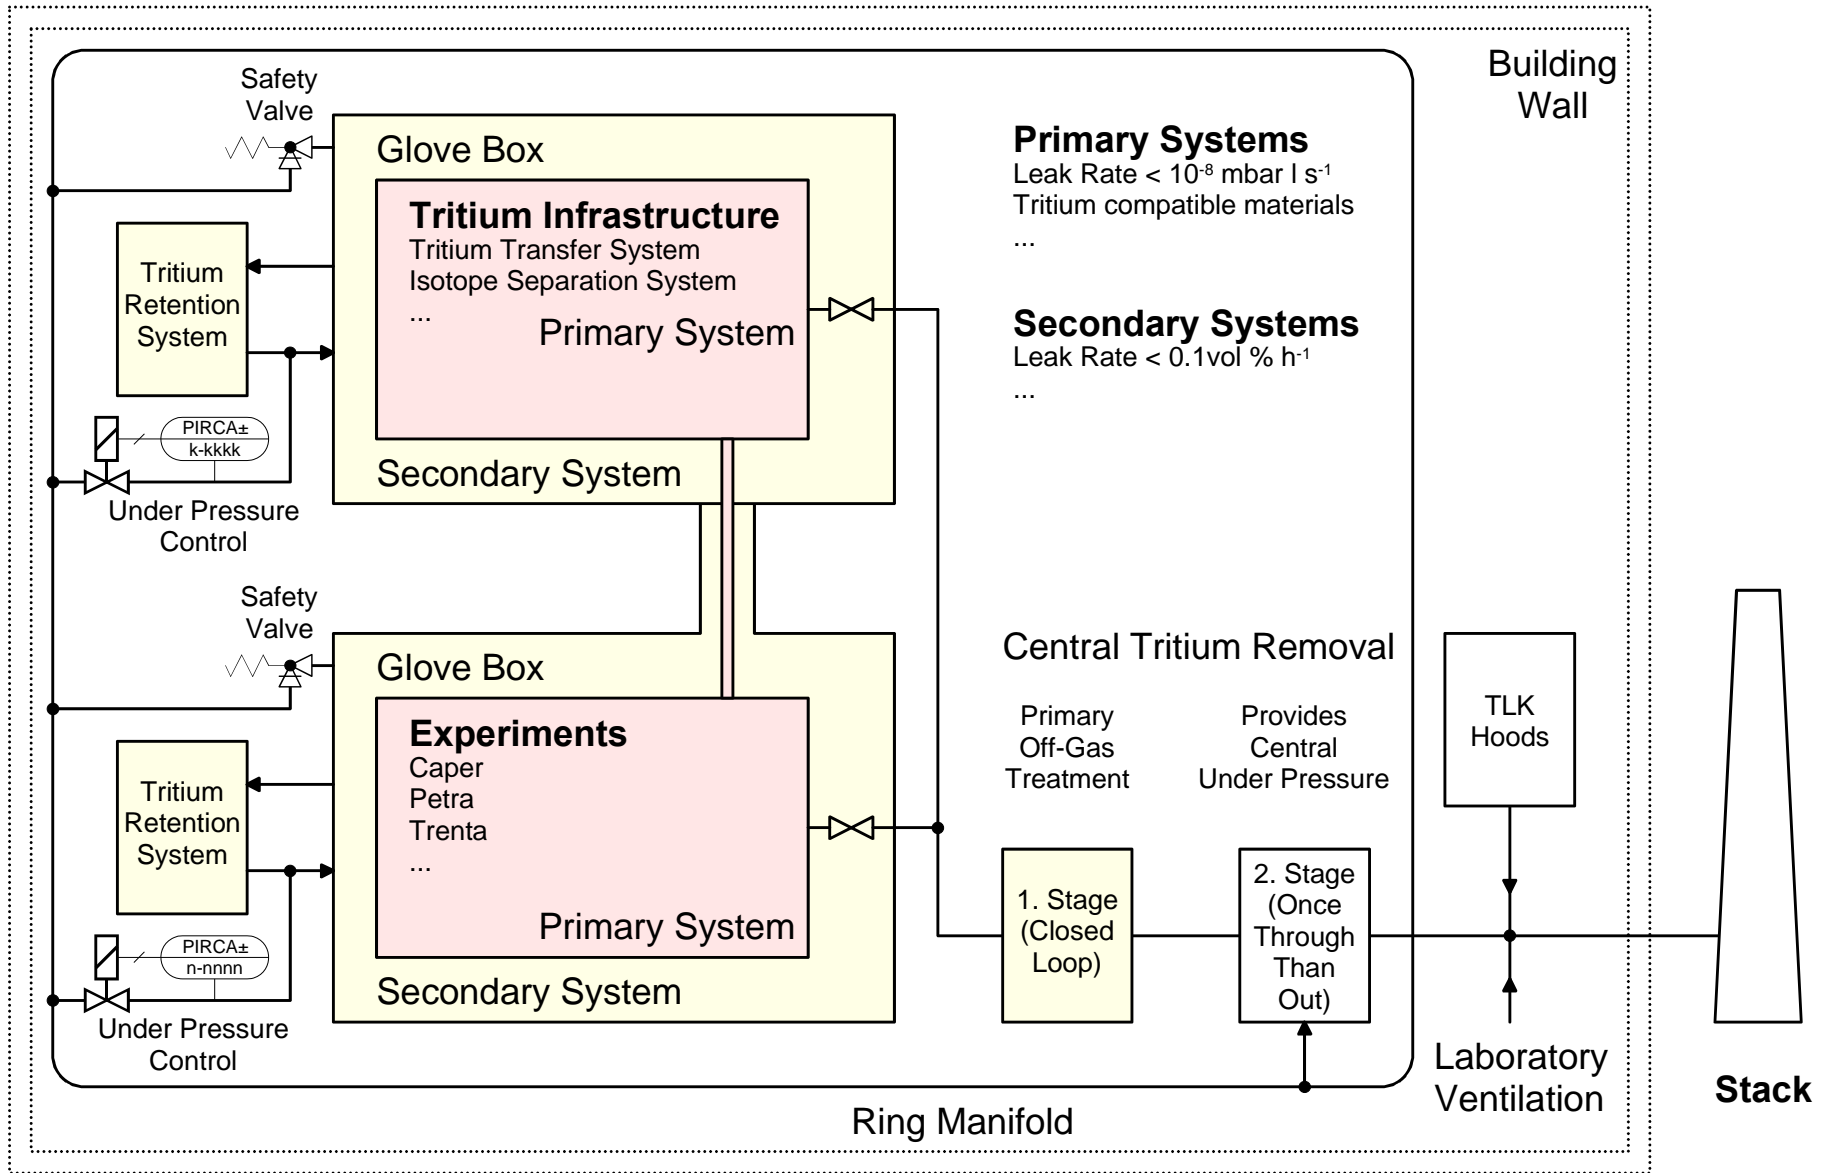 Building
Wall
Safety
Valve
Glove Box
Tritium Infrastructure
Tritium Transfer System
Isotope Separation System
...
Primary System
Secondary System
Tritium
Retention
System
PIRCA±
k-kkkk
Under Pressure
Control
Primary Systems
Leak Rate < 10⁻⁸ mbar l s⁻¹
Tritium compatible materials
...
Secondary Systems
Leak Rate < 0.1vol % h⁻¹
...
Safety
Valve
Glove Box
Experiments
Caper
Petra
Trenta
...
Primary System
Secondary System
Tritium
Retention
System
PIRCA±
n-nnnn
Under Pressure
Control
Central Tritium Removal
Primary
Off-Gas
Treatment
Provides
Central
Under Pressure
1. Stage
(Closed
Loop)
2. Stage
(Once
Through
Than
Out)
TLK
Hoods
Laboratory
Ventilation
Stack
Ring Manifold